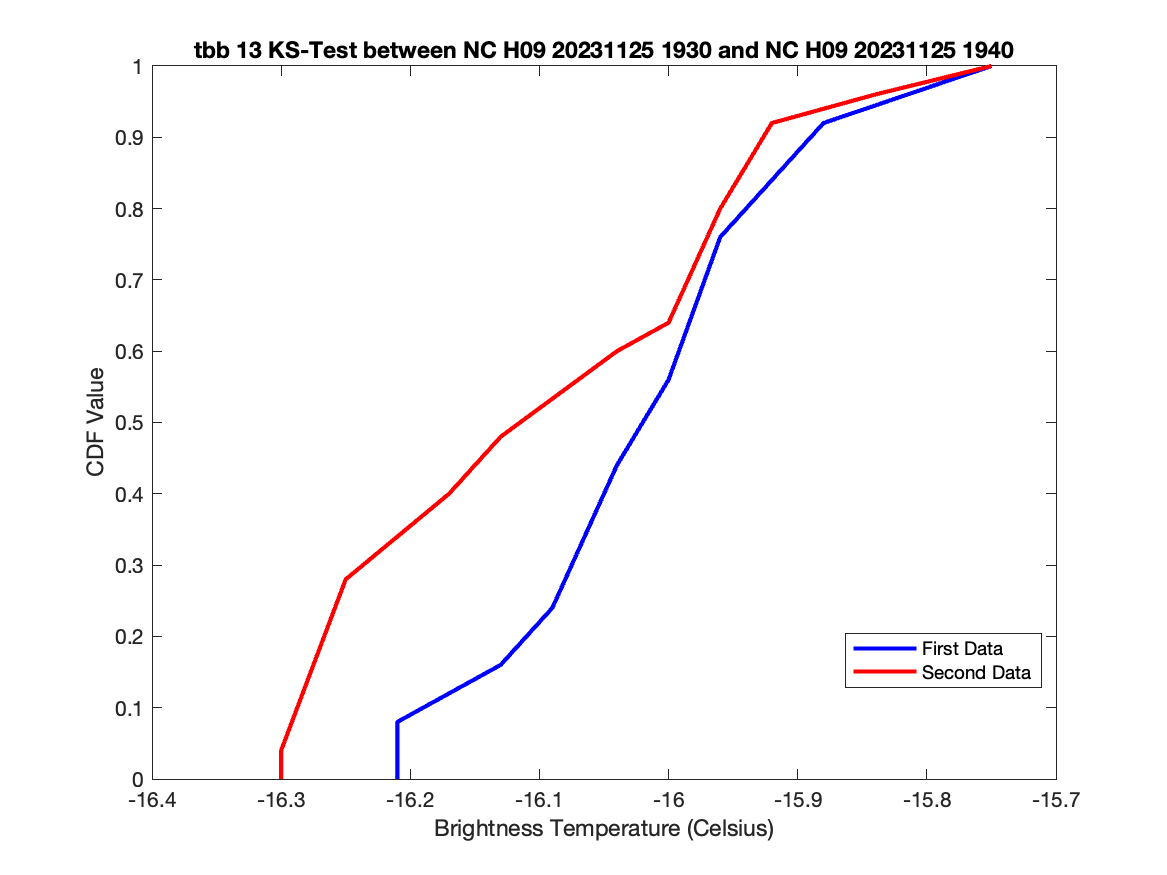 tbb 13 KS-Test between NC H09 20231125 1930 and NC H09 20231125 1940
1
0.9
0.8
0.7
0.6
0.5
0.4
0.3
0.2
0.1
0
CDF Value
First Data
Second Data
-16.4 -16.3 -16.2 -16.1 -16 -15.9 -15.8 -15.7
Brightness Temperature (Celsius)